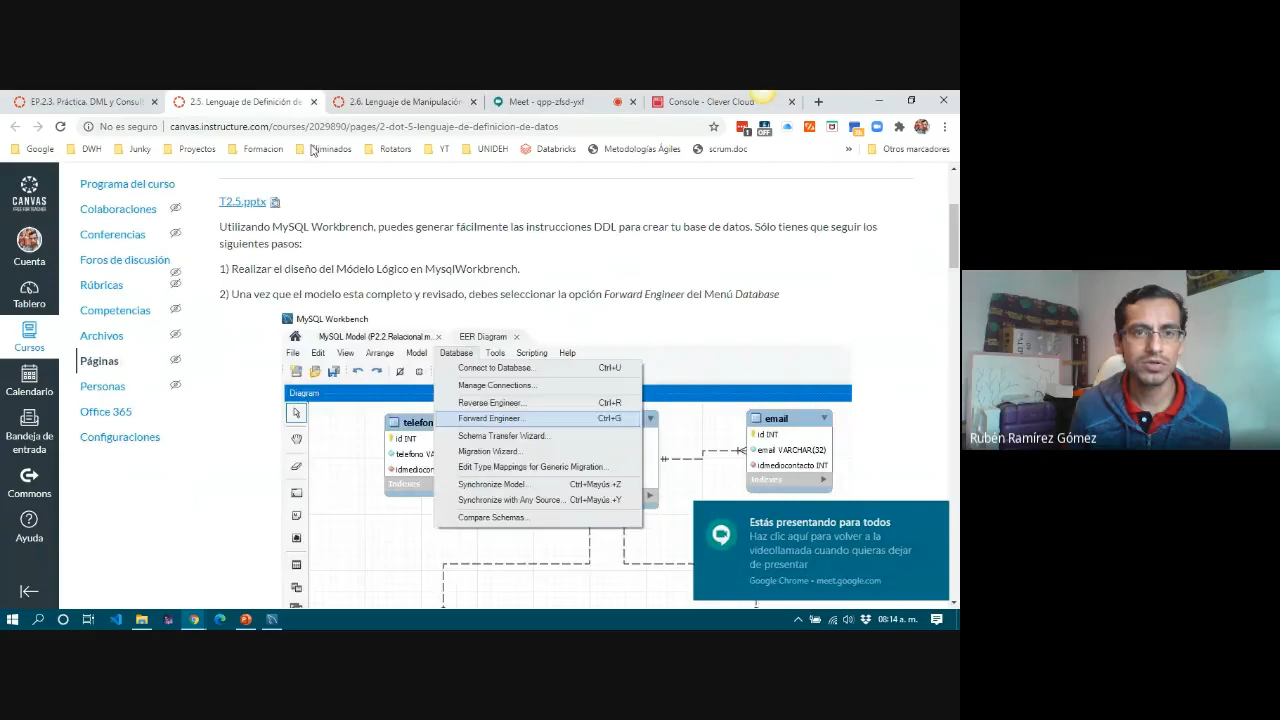 EP.2.3. Práctica. DML y Consul
2.5. Lenguaje de Definición de
2.6. Lenguaje de Manipulación
Meet - qpp-zfsd-yxf
Console - Clever Cloud
No es seguro
canvas.instructure.com/courses/2029890/pages/2-dot-5-lenguaje-de-definicion-de-datos
OFF
Google
DWH
Junky
Proyectos
Formacion
Eliminados
Rotators
YT
UNIDEH
Databricks
Metodologías Ágiles
scrum.doc
»
Otros marcadores
CANVAS
FREE FOR TEACHER
Cuenta
Tablero
Cursos
Calendario
Bandeja de
entrada
Commons
Ayuda
Programa del curso
Colaboraciones
Conferencias
Foros de discusión
Rúbricas
Competencias
Archivos
Páginas
Personas
Office 365
Configuraciones
T2.5.pptx
Utilizando MySQL Workbrench, puedes generar fácilmente las instrucciones DDL para crear tu base de datos. Sólo tienes que seguir los
siguientes pasos:
1) Realizar el diseño del Módelo Lógico en MysqlWorkbrench.
2) Una vez que el modelo esta completo y revisado, debes seleccionar la opción Forward Engineer del Menú Database
MySQL Workbench
MySQL Model (P2.2 Relacional.m...
EER Diagram
File Edit View Arrange Model Database Tools Scripting Help
Connect to Database... Ctrl+U
Manage Connections...
Reverse Engineer... Ctrl+R
Forward Engineer... Ctrl+G
Schema Transfer Wizard...
Migration Wizard...
Edit Type Mappings for Generic Migration...
Synchronize Model... Ctrl+Mayús.+Z
Synchronize with Any Source... Ctrl+Mayús.+Y
Compare Schemas...
Diagram
telefon
id INT
telefono VA
idmedioco
Indexes
email
id INT
email VARCHAR(32)
idmediocontacto INT
Indexes
Estás presentando para todos
Haz clic aquí para volver a la
videollamada cuando quieras dejar
de presentar
Google Chrome • meet.google.com
08:14 a. m.
Rubén Ramírez Gómez